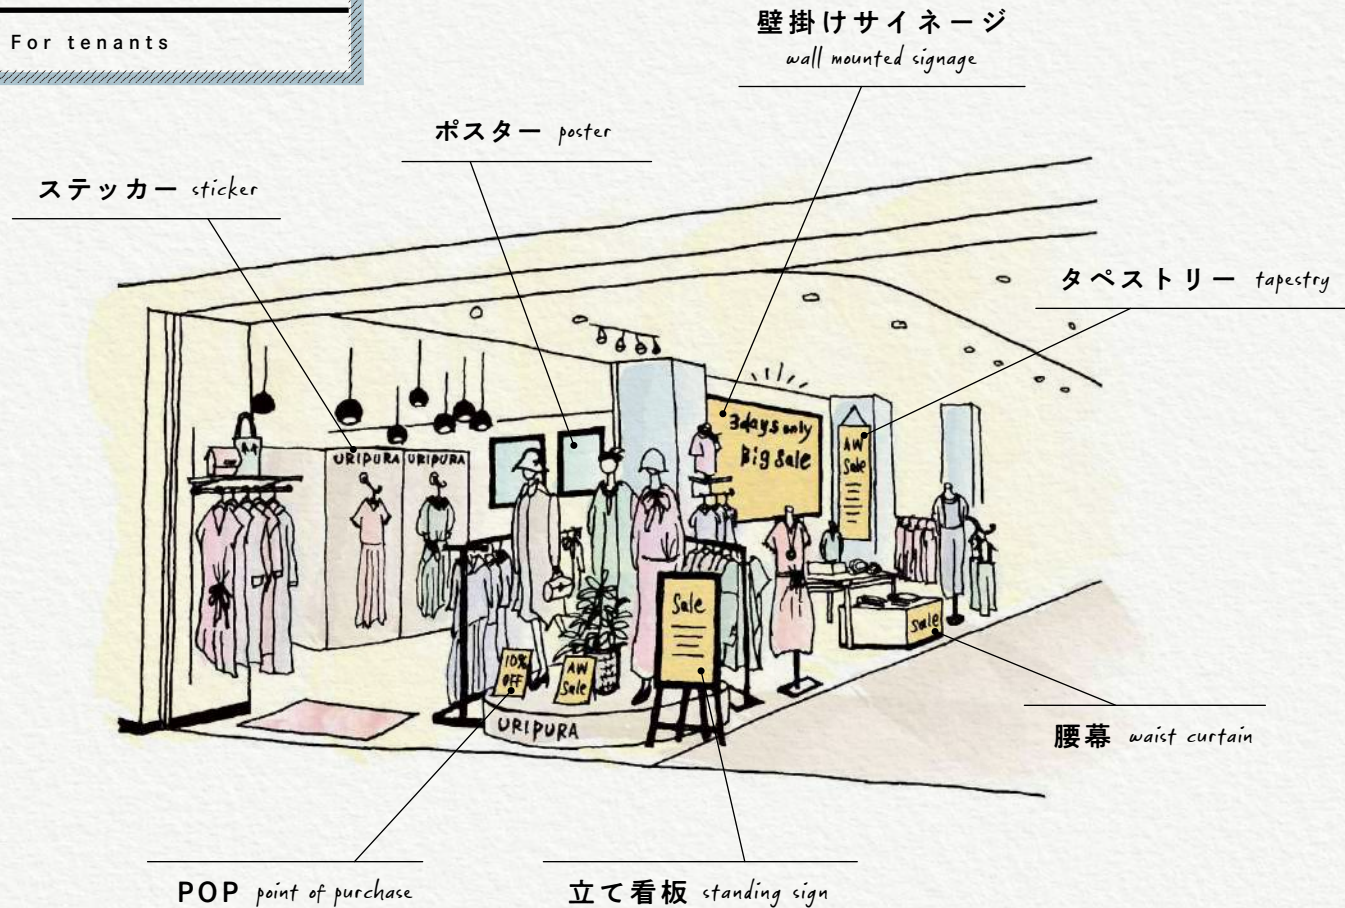 For tenants
壁掛けサイネージ
wall mounted signage
ポスター poster
ステッカー sticker
タペストリー tapestry
3days only
Big Sale
AW
Sale
URIPURA URIPURA
Sale
Sale
10%
OFF
AW
Sale
URIPURA
腰幕 waist curtain
POP point of purchase
立て看板 standing sign